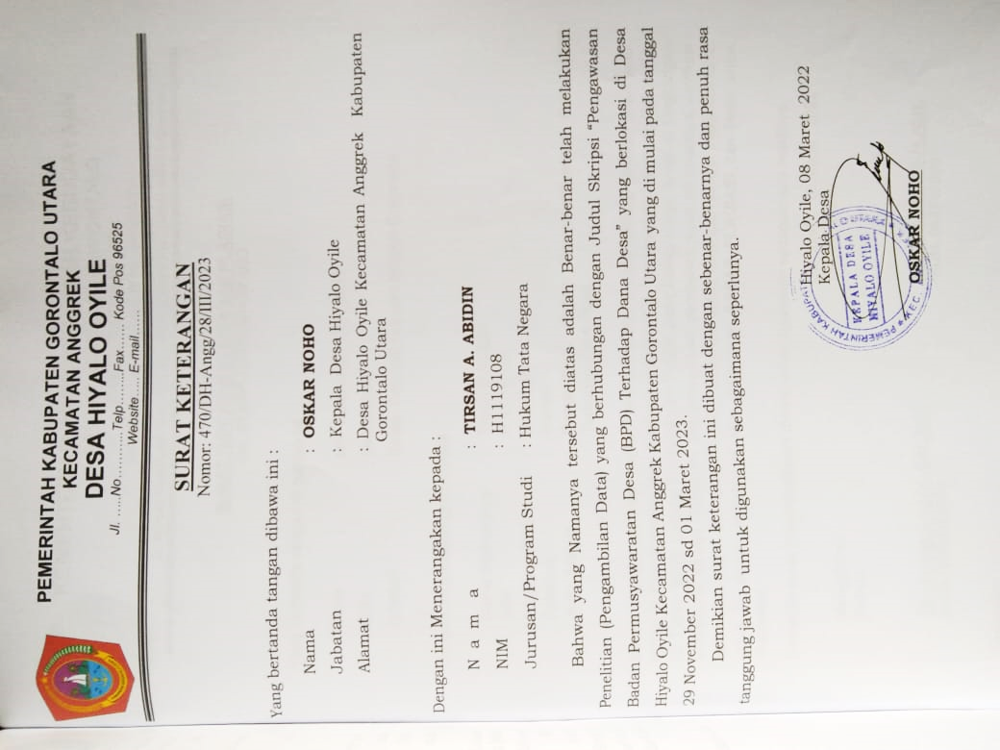 PEMERINTAH KABUPATEN GORONTALO UTARA
KECAMATAN ANGGREK
DESA HIYALO OYILE
Jl. .....No...........Telp........Fax...... Kode Pos 96525
Website ..... E-mail......
SURAT KETERANGAN
Nomor: 470/DH-Angg/28/III/2023
Yang bertanda tangan dibawa ini :
Nama : OSKAR NOHO
Jabatan : Kepala Desa Hiyalo Oyile
Alamat : Desa Hiyalo Oyile Kecamatan Anggrek Kabupaten
Gorontalo Utara
Dengan ini Menerangakan kepada :
N a m a : TIRSAN A. ABIDIN
NIM : H1119108
Jurusan/Program Studi : Hukum Tata Negara
Bahwa yang Namanya tersebut diatas adalah Benar-benar telah melakukan
Penelitian (Pengambilan Data) yang berhubungan dengan Judul Skripsi "Pengawasan
Badan Permusyawaratan Desa (BPD) Terhadap Dana Desa" yang berlokasi di Desa
Hiyalo Oyile Kecamatan Anggrek Kabupaten Gorontalo Utara yang di mulai pada tanggal
29 November 2022 sd 01 Maret 2023.
Demikian surat keterangan ini dibuat dengan sebenar-benarnya dan penuh rasa
tanggung jawab untuk digunakan sebagaimana seperlunya.
Hiyalo Oyile, 08 Maret 2022
Kepala Desa
KEPALA DESA
HIYALO OYILE
PEMERINTAH KABUPAT
UTARA
KEC.
OSKAR NOHO